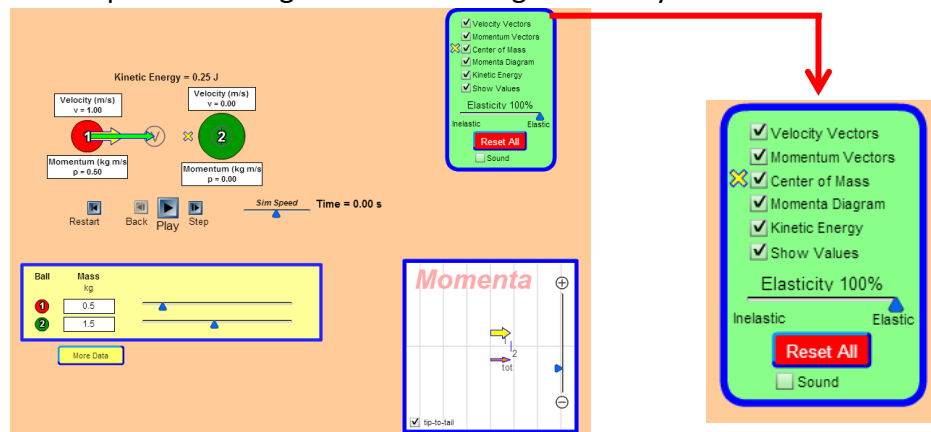 Kinetic Energy = 0.25 J
Velocity (m/s)
v = 1.00
Velocity (m/s)
v = 0.00
1
V
2
Momentum (kg m/s
p = 0.50
Momentum (kg m/s
p = 0.00
Restart
Back
Play
Step
Sim Speed
Time = 0.00 s
Velocity Vectors
Momentum Vectors
Center of Mass
Momenta Diagram
Kinetic Energy
Show Values
Elasticity 100%
Inelastic Elastic
Reset All
Sound
Ball Mass
kg
1 0.5
2 1.5
More Data
Momenta
1
2
tot
tip-to-tail
Velocity Vectors
Momentum Vectors
Center of Mass
Momenta Diagram
Kinetic Energy
Show Values
Elasticity 100%
Inelastic Elastic
Reset All
Sound